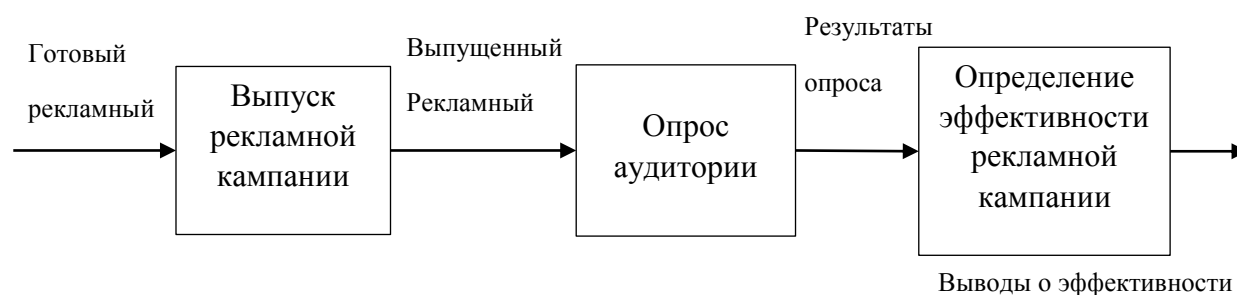 Готовый
рекламный
Выпуск
рекламной
кампании
Выпущенный
Рекламный
Опрос
аудитории
Результаты
опроса
Определение
эффективности
рекламной
кампании
Выводы о эффективности